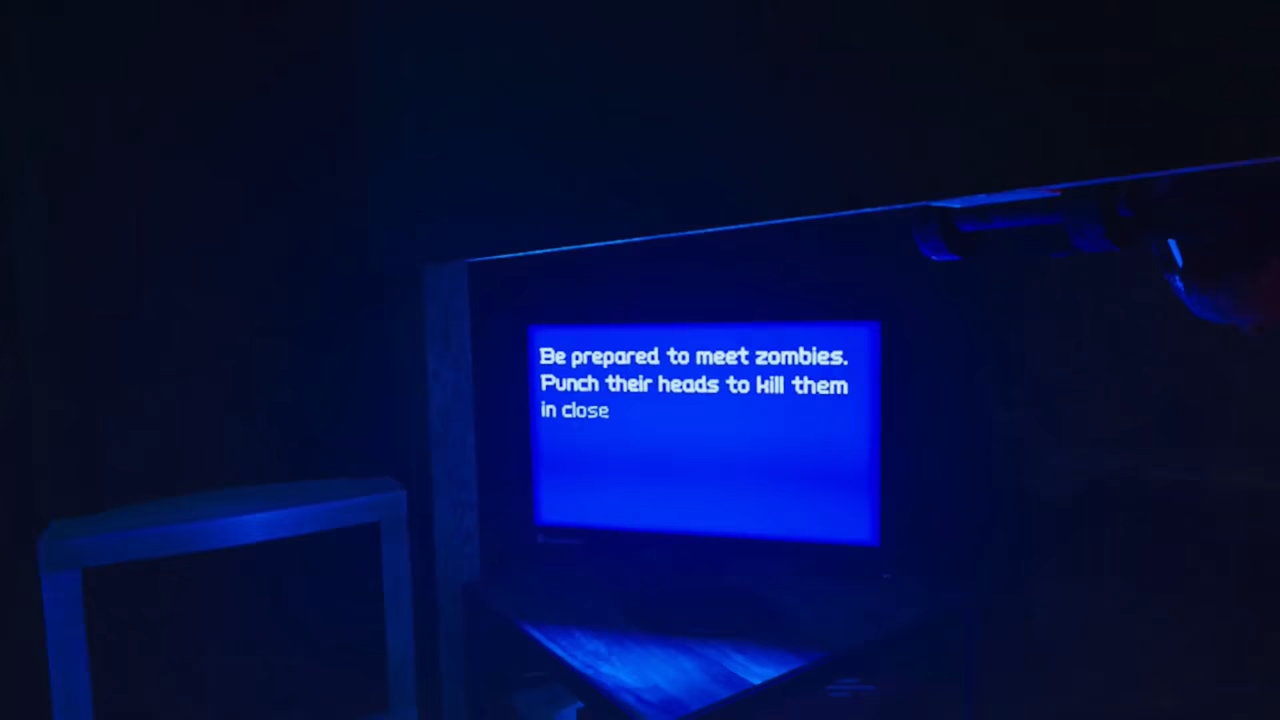 Be prepared to meet zombies.
Punch their heads to kill them
in close